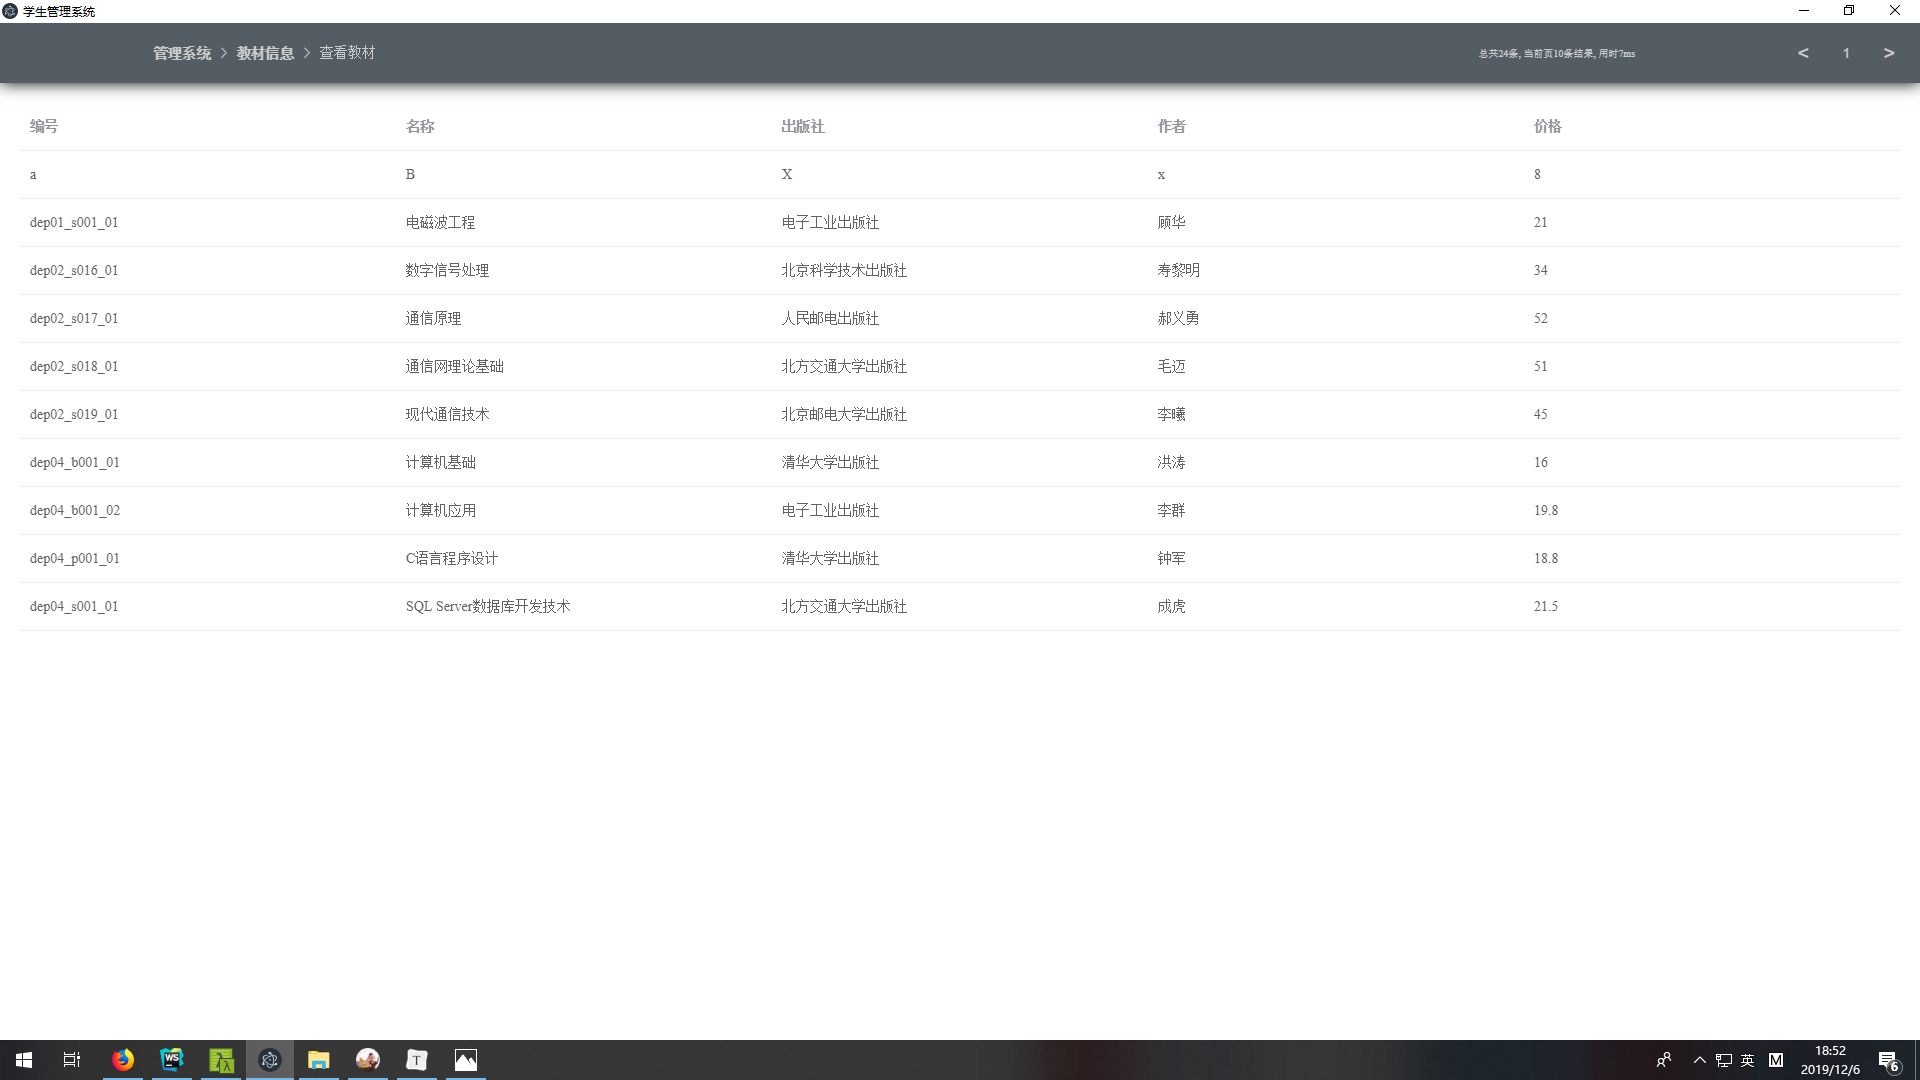 学生管理系统
管理系统 > 教材信息 > 查看教材 总共24条, 当前页10条结果, 用时7ms < 1 >
编号 名称 出版社 作者 价格
a B X x 8
dep01_s001_01 电磁波工程 电子工业出版社 顾华 21
dep02_s016_01 数字信号处理 北京科学技术出版社 寿黎明 34
dep02_s017_01 通信原理 人民邮电出版社 郝义勇 52
dep02_s018_01 通信网理论基础 北方交通大学出版社 毛迈 51
dep02_s019_01 现代通信技术 北京邮电大学出版社 李曦 45
dep04_b001_01 计算机基础 清华大学出版社 洪涛 16
dep04_b001_02 计算机应用 电子工业出版社 李群 19.8
dep04_p001_01 C语言程序设计 清华大学出版社 钟军 18.8
dep04_s001_01 SQL Server数据库开发技术 北方交通大学出版社 成虎 21.5
WS λ T 英 M 18:52
2019/12/6 6